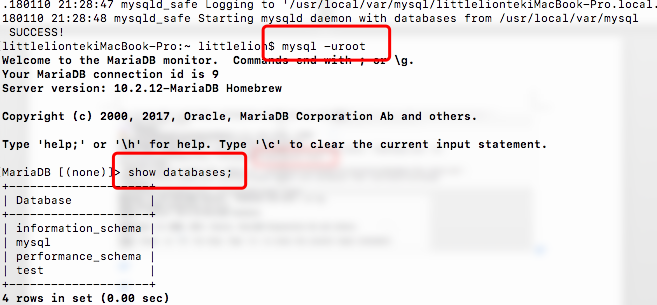 .180110 21:28:47 mysqld_safe Logging to '/usr/local/var/mysql/littleliontekiMacBook-Pro.local.
180110 21:28:48 mysqld_safe Starting mysqld daemon with databases from /usr/local/var/mysql
SUCCESS!
littleliontekiMacBook-Pro:~ littlelion$ mysql -uroot
Welcome to the MariaDB monitor.  Commands end with ; or \g.
Your MariaDB connection id is 9
Server version: 10.2.12-MariaDB Homebrew
Copyright (c) 2000, 2017, Oracle, MariaDB Corporation Ab and others.
Type 'help;' or '\h' for help. Type '\c' to clear the current input statement.
MariaDB [(none)]> show databases;
+--------------------+
| Database           |
+--------------------+
| information_schema |
| mysql              |
| performance_schema |
| test               |
+--------------------+
4 rows in set (0.00 sec)